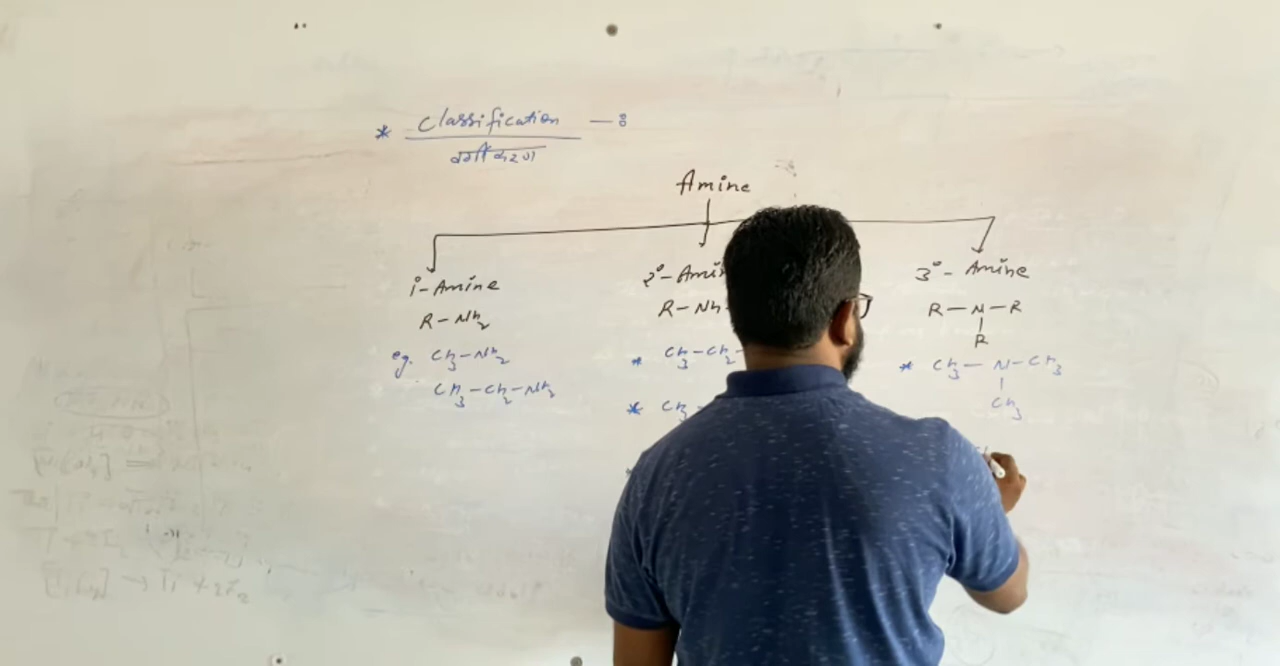 * Classification —:
वर्गीकरण
Amine
1°-Amine
R-NH2
eg. CH3-NH2
CH3-CH2-NH2
2°-Ami
R-NH
* CH3-CH2-
* CH3-
3°- Amine
R-N-R
R
* CH3-N-CH3
CH3